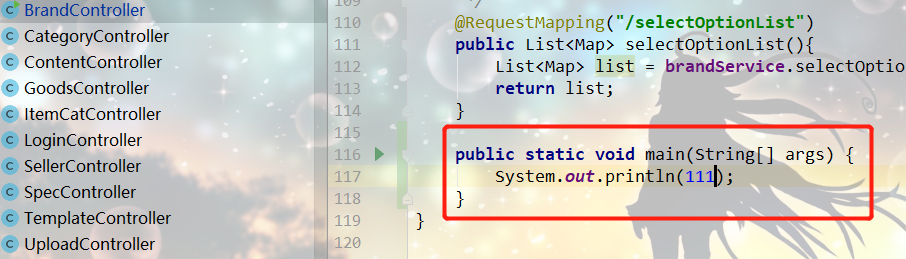 BrandController
CategoryController
ContentController
GoodsController
ItemCatController
LoginController
SellerController
SpecController
TemplateController
UploadController
109 */
110 @RequestMapping("/selectOptionList")
111 public List<Map> selectOptionList(){
112 List<Map> list = brandService.selectOptio
113 return list;
114 }
115
116 public static void main(String[] args) {
117 System.out.println(111);
118 }
119 }
120